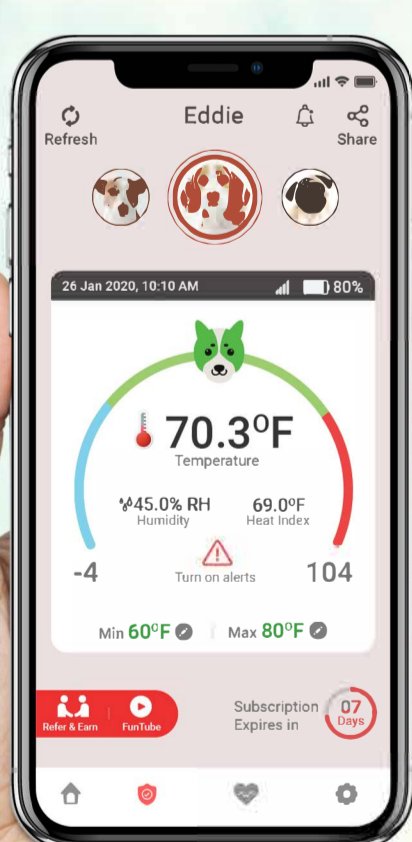 Eddie
Refresh
Share
26 Jan 2020, 10:10 AM
80%
70.3ºF
Temperature
45.0% RH
69.0ºF
Humidity
Heat Index
-4
Turn on alerts
104
Min 60ºF
Max 80ºF
Refer & Earn
FunTube
Subscription
Expires in
07
Days